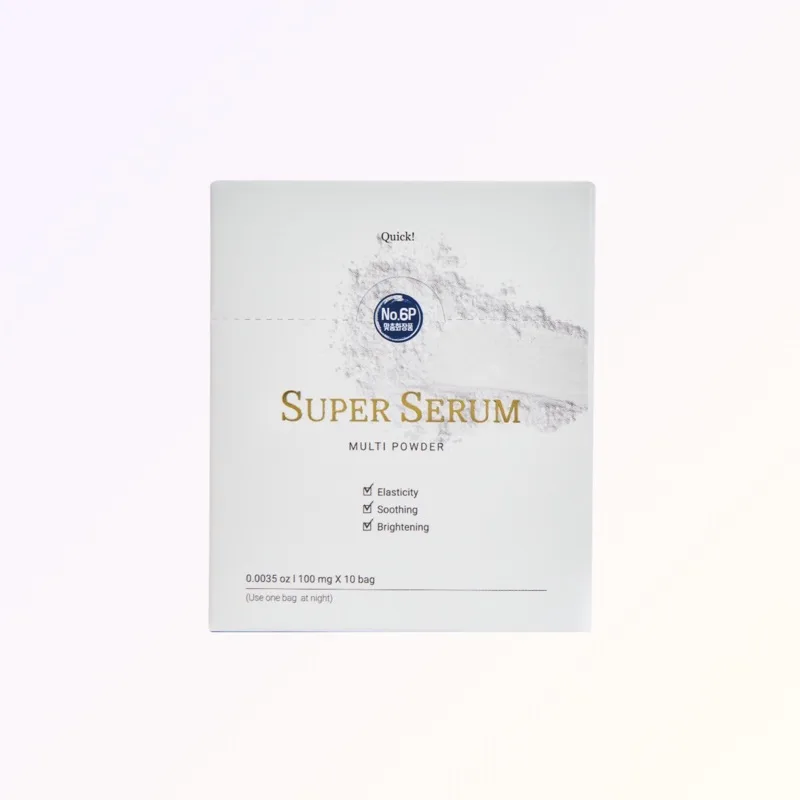 Quick!
No.6P
맞춤화장품
SUPER SERUM
MULTI POWDER
Elasticity
Soothing
Brightening
0.0035 oz l 100 mg X 10 bag
(Use one bag at night)